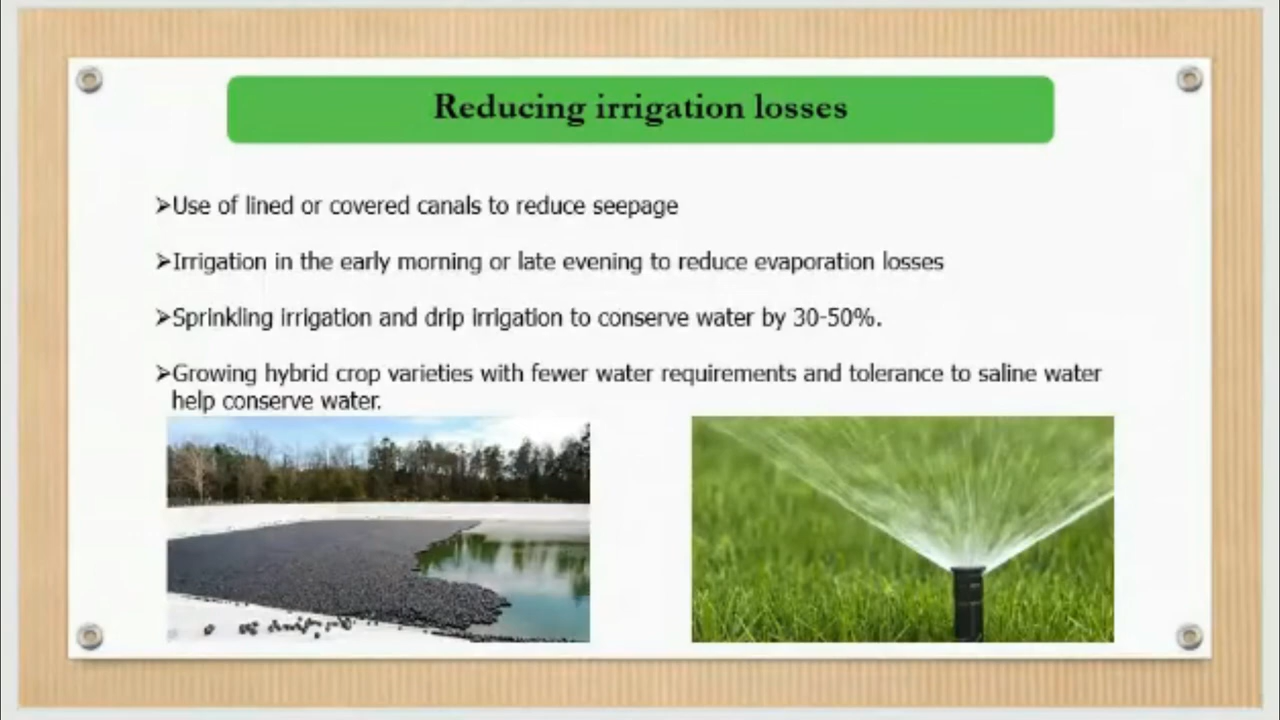 Reducing irrigation losses
➢Use of lined or covered canals to reduce seepage
➢Irrigation in the early morning or late evening to reduce evaporation losses
➢Sprinkling irrigation and drip irrigation to conserve water by 30-50%.
➢Growing hybrid crop varieties with fewer water requirements and tolerance to saline water
help conserve water.